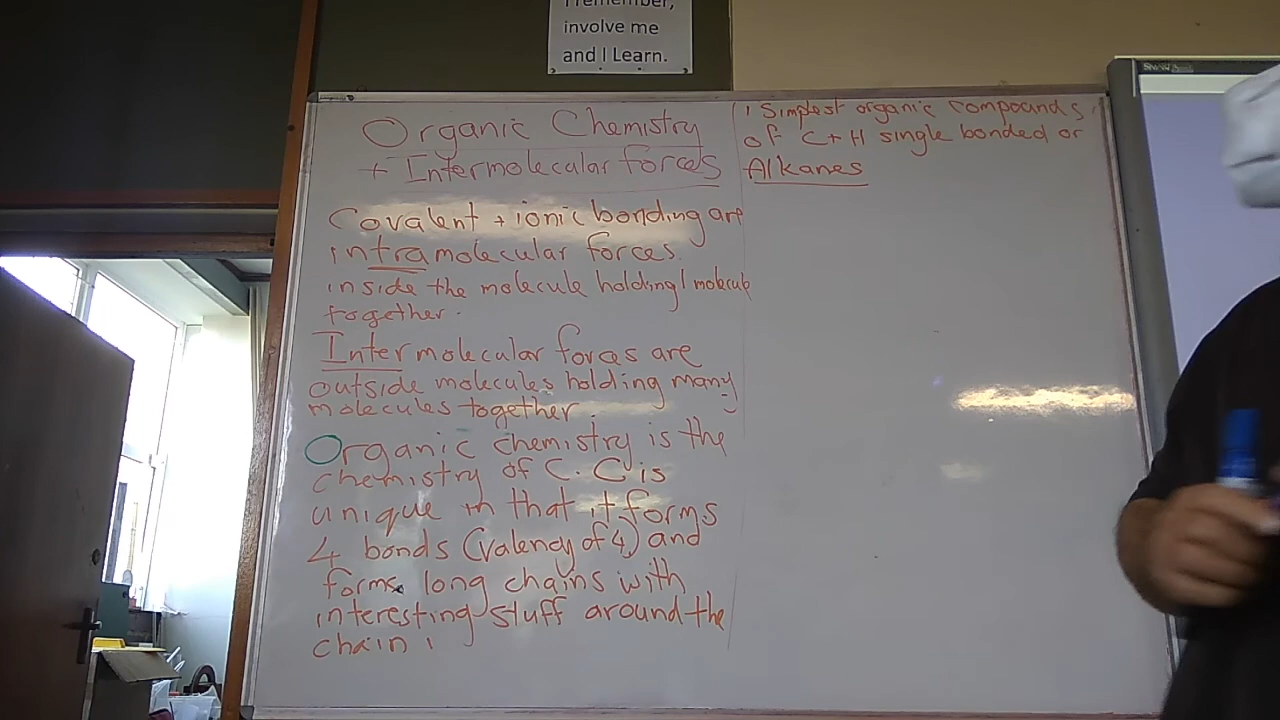 I remember,
involve me
and I Learn.
Organic Chemistry
+ Intermolecular forces
Covalent + ionic bonding are
intramolecular forces.
inside the molecule holding 1 molecule
together.
Intermolecular forces are
outside molecules holding many
molecules together.
Organic chemistry is the
chemistry of C. C is
unique in that it forms
4 bonds (valency of 4) and
forms long chains with
interesting stuff around the
chain.
Simplest organic compounds,
of C + H single bonded or
Alkanes